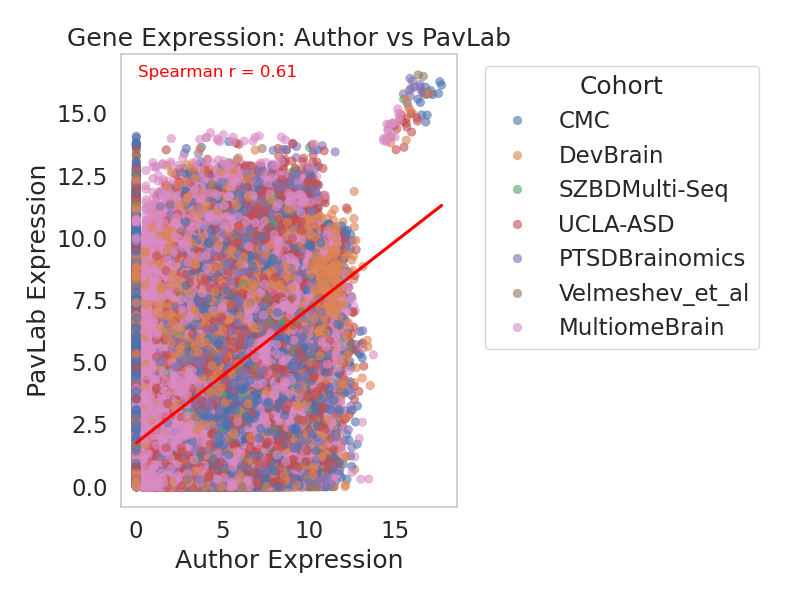 Gene Expression: Author vs PavLab
Spearman r = 0.61
PavLab Expression
15.0
12.5
10.0
7.5
5.0
2.5
0.0
0 5 10 15
Author Expression
Cohort
CMC
DevBrain
SZBDMulti-Seq
UCLA-ASD
PTSDBrainomics
Velmeshev_et_al
MultiomeBrain